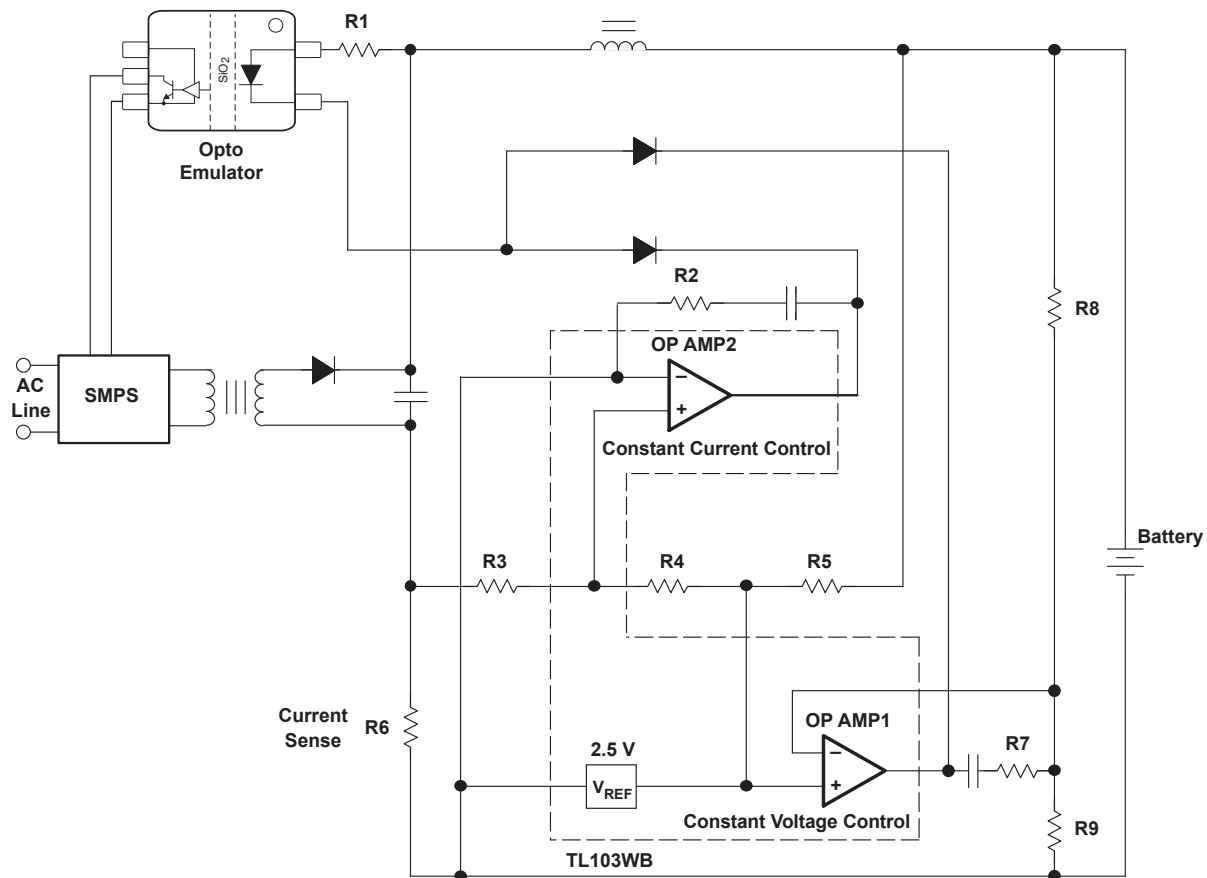 R1
SiO2
Opto
Emulator
R2
R8
OP AMP2
−
+
AC
Line
SMPS
Constant Current Control
Battery
R3
R4
R5
Current
Sense
R6
OP AMP1
R7
2.5 V
−
VREF
+
Constant Voltage Control
R9
TL103WB